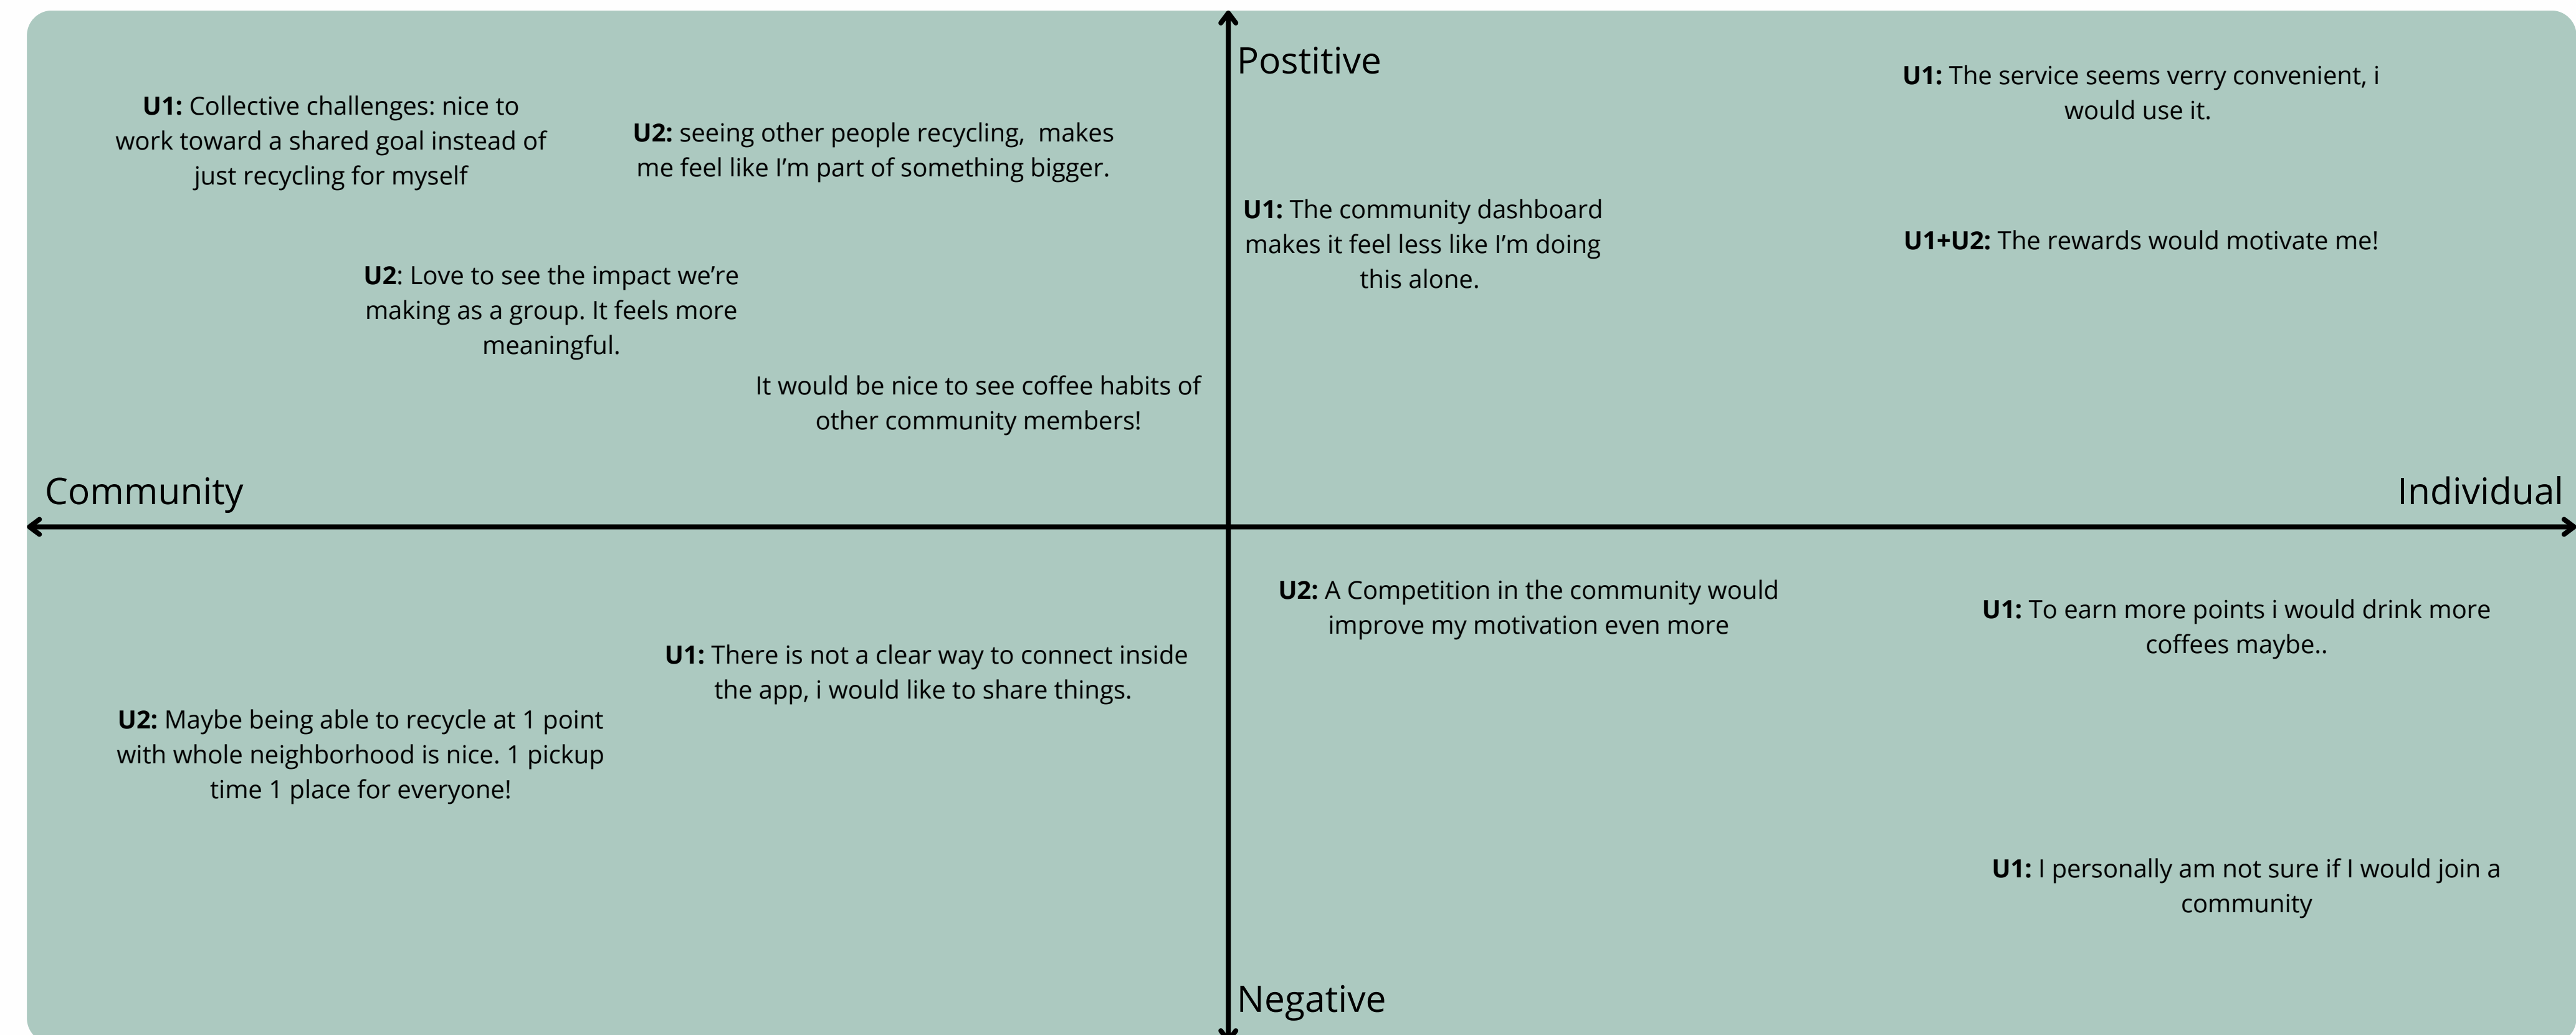 Postitive
U1: Collective challenges: nice to
work toward a shared goal instead of
just recycling for myself
U2: seeing other people recycling,  makes
me feel like I’m part of something bigger.
U2: Love to see the impact we’re
making as a group. It feels more
meaningful.
It would be nice to see coffee habits of
other community members!
U1: The service seems verry convenient, i
would use it.
U1: The community dashboard
makes it feel less like I’m doing
this alone.
U1+U2: The rewards would motivate me!
Community
Individual
U1: There is not a clear way to connect inside
the app, i would like to share things.
U2: Maybe being able to recycle at 1 point
with whole neighborhood is nice. 1 pickup
time 1 place for everyone!
U2: A Competition in the community would
improve my motivation even more
U1: To earn more points i would drink more
coffees maybe..
U1: I personally am not sure if I would join a
community
Negative